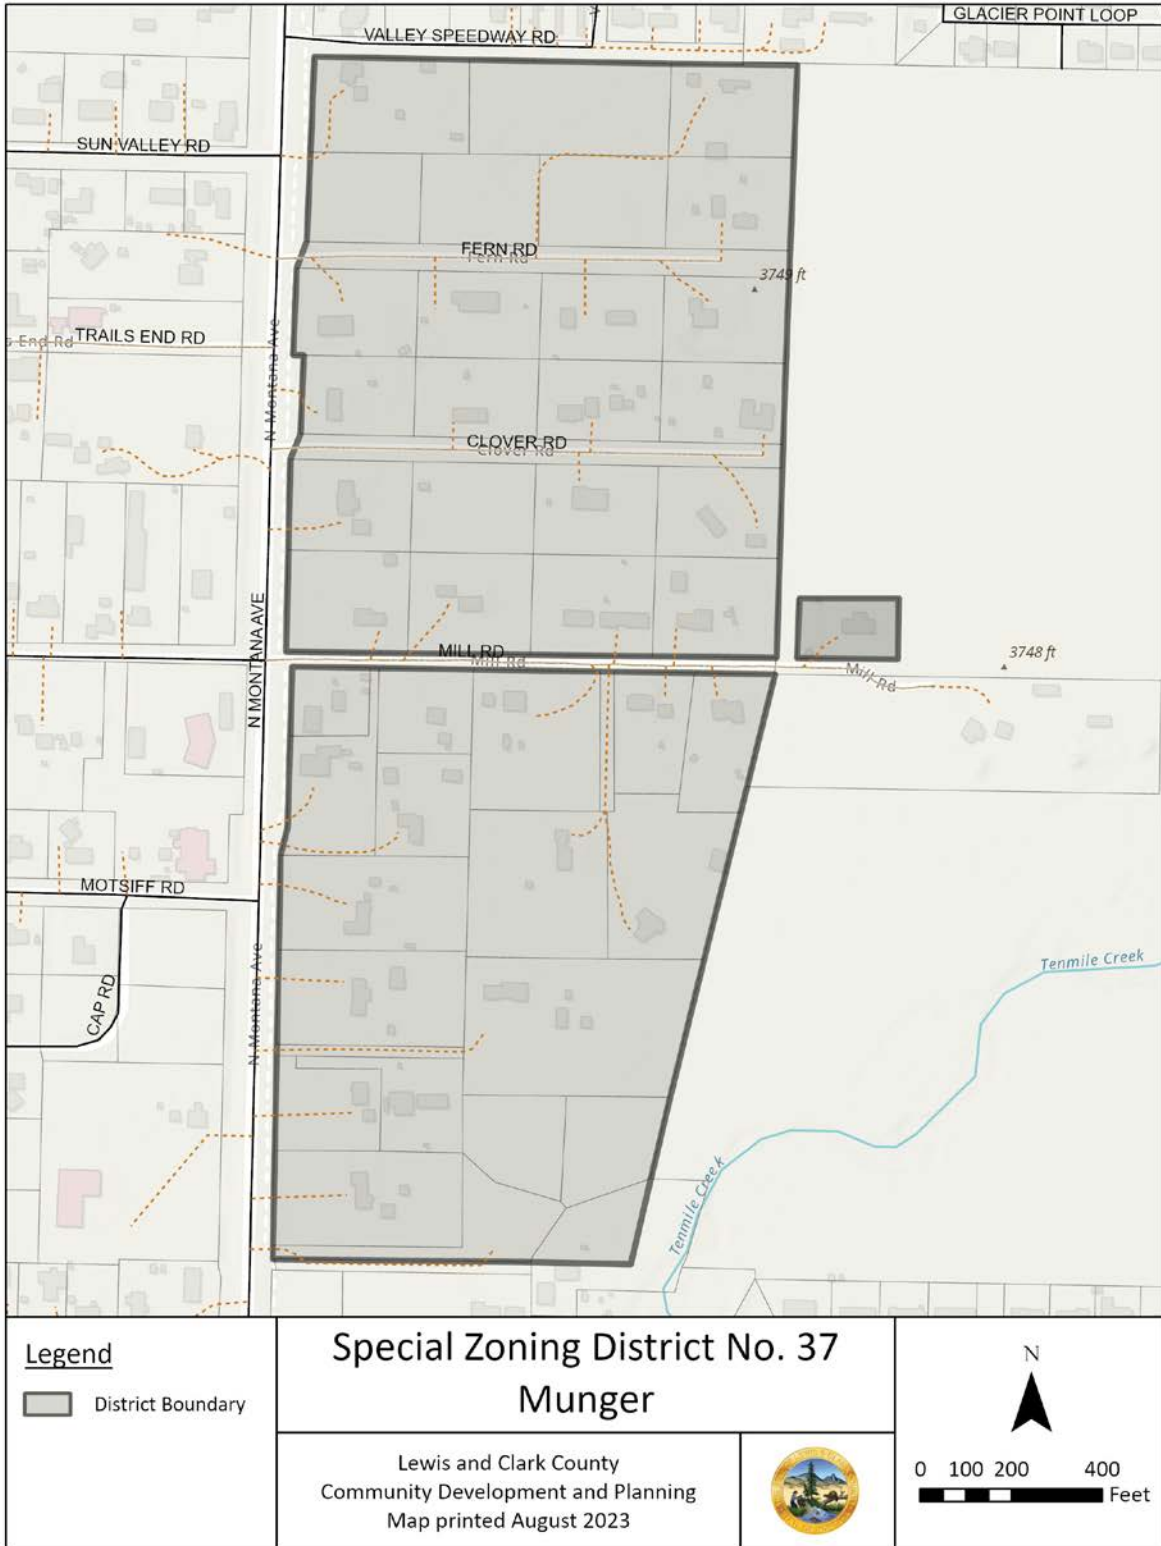 GLACIER POINT LOOP
VALLEY SPEEDWAY RD
SUN VALLEY RD
FERN RD
Fern Rd
3749 ft
TRAILS END RD
s End Rd
N Montana Ave
CLOVER RD
Clover Rd
N MONTANA AVE
MILL RD
Mill Rd
Mill Rd
3748 ft
MOTSIFF RD
CAP RD
N Montana Ave
Tenmile Creek
Tenmile Creek
Legend
District Boundary
Special Zoning District No. 37
Munger
Lewis and Clark County
Community Development and Planning
Map printed August 2023
N
0 100 200 400
Feet